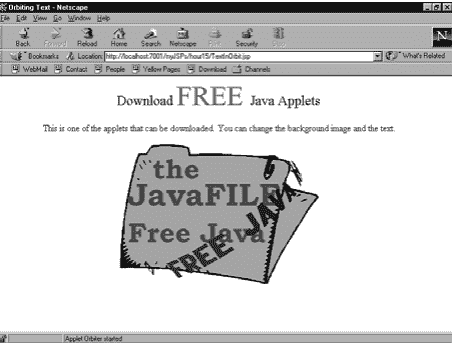 Orbiting Text - Netscape
File Edit View Go Window Help
Back Forward Reload Home Search Netscape Print Security Stop
Bookmarks Location: http://localhost:7001/myJSPs/hour15/TextInOrbit.jsp What's Related
WebMail Contact People Yellow Pages Download Channels
Download FREE Java Applets
This is one of the applets that can be downloaded. You can change the background image and the text.
the
JavaFILE
Free Java
FREE JAVA
Applet Orbiter started